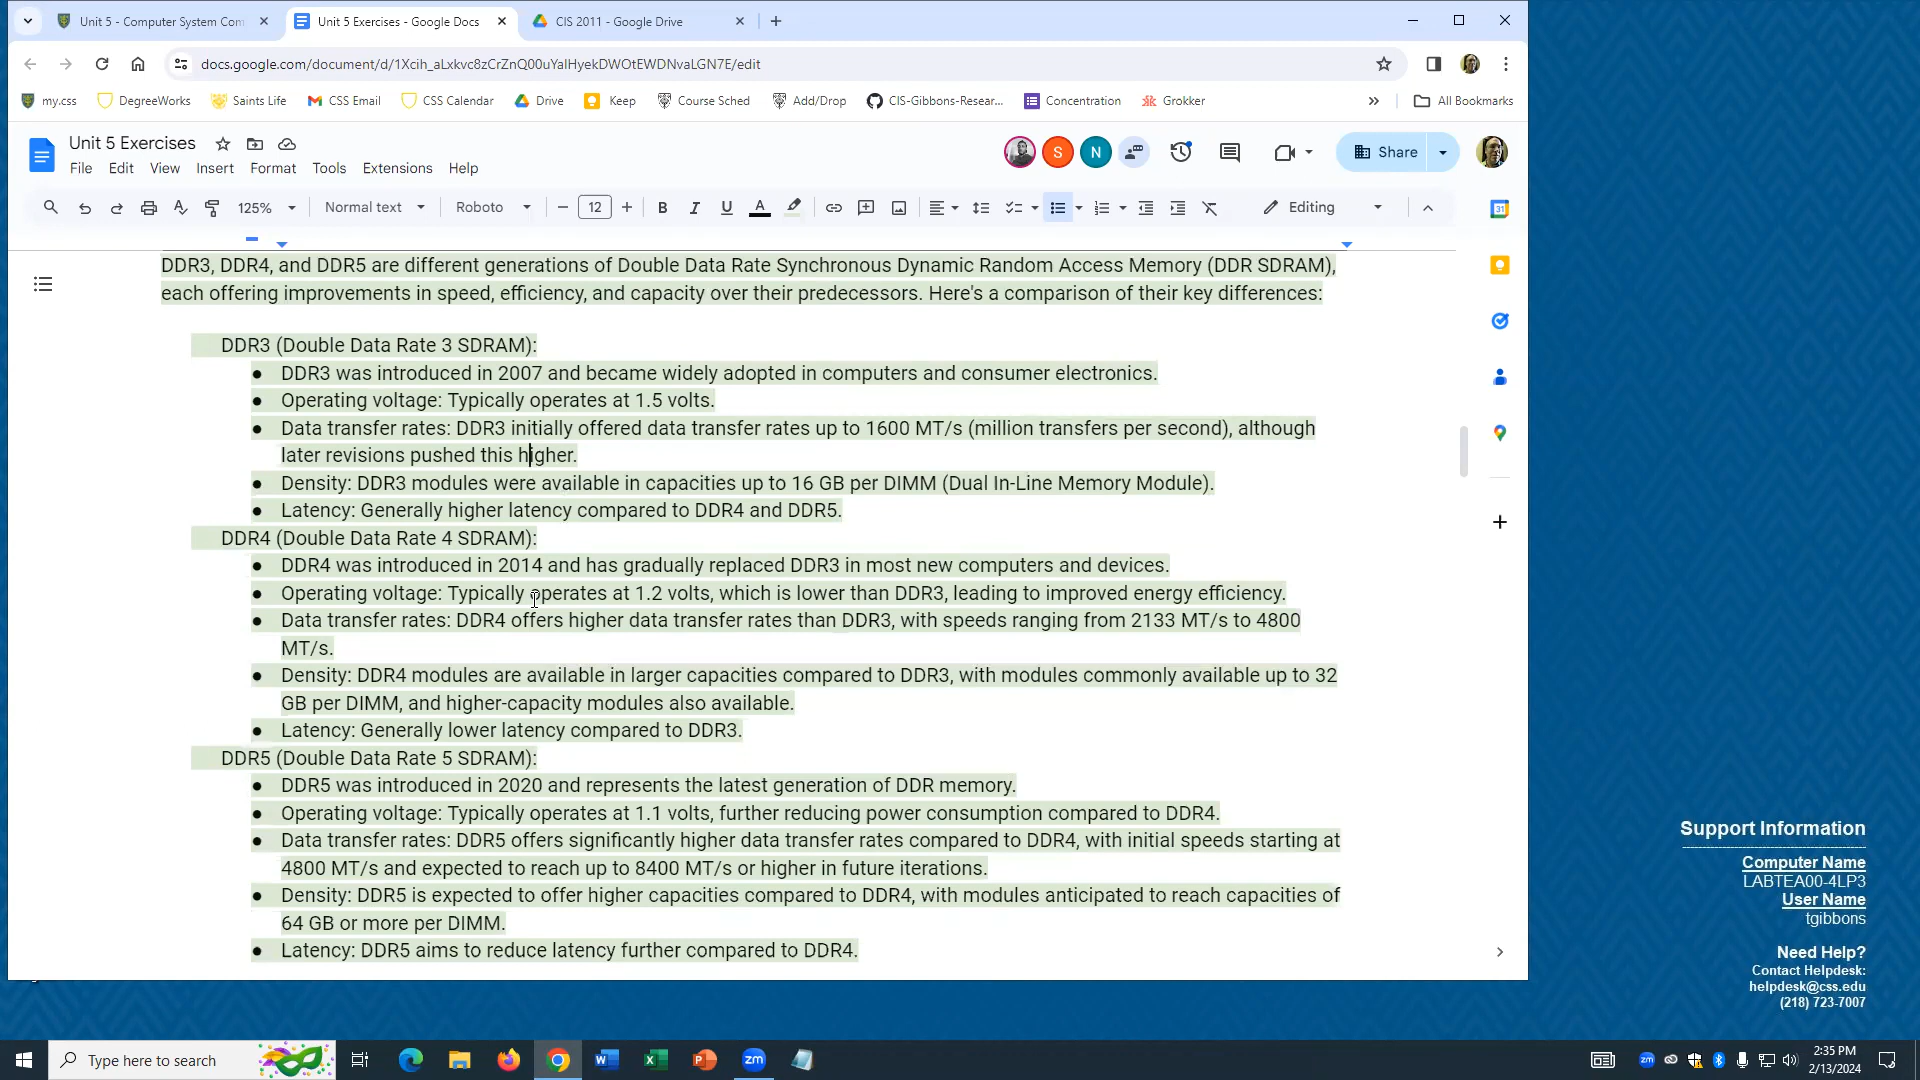 Unit 5 - Computer System Com
Unit 5 Exercises - Google Docs
CIS 2011 - Google Drive
docs.google.com/document/d/1Xcih_aLxkvc8zCrZnQ00uYalHyekDWOtEWDNvaLGN7E/edit
my.css DegreeWorks Saints Life CSS Email CSS Calendar Drive Keep Course Sched Add/Drop CIS-Gibbons-Resear... Concentration Grokker » All Bookmarks
Unit 5 Exercises
S N Share
File Edit View Insert Format Tools Extensions Help
125% Normal text Roboto 12 B I U A Editing
31
DDR3, DDR4, and DDR5 are different generations of Double Data Rate Synchronous Dynamic Random Access Memory (DDR SDRAM),
each offering improvements in speed, efficiency, and capacity over their predecessors. Here's a comparison of their key differences:
DDR3 (Double Data Rate 3 SDRAM):
● DDR3 was introduced in 2007 and became widely adopted in computers and consumer electronics.
● Operating voltage: Typically operates at 1.5 volts.
● Data transfer rates: DDR3 initially offered data transfer rates up to 1600 MT/s (million transfers per second), although
later revisions pushed this higher.
● Density: DDR3 modules were available in capacities up to 16 GB per DIMM (Dual In-Line Memory Module).
● Latency: Generally higher latency compared to DDR4 and DDR5.
DDR4 (Double Data Rate 4 SDRAM):
● DDR4 was introduced in 2014 and has gradually replaced DDR3 in most new computers and devices.
● Operating voltage: Typically operates at 1.2 volts, which is lower than DDR3, leading to improved energy efficiency.
● Data transfer rates: DDR4 offers higher data transfer rates than DDR3, with speeds ranging from 2133 MT/s to 4800
MT/s.
● Density: DDR4 modules are available in larger capacities compared to DDR3, with modules commonly available up to 32
GB per DIMM, and higher-capacity modules also available.
● Latency: Generally lower latency compared to DDR3.
DDR5 (Double Data Rate 5 SDRAM):
● DDR5 was introduced in 2020 and represents the latest generation of DDR memory.
● Operating voltage: Typically operates at 1.1 volts, further reducing power consumption compared to DDR4.
● Data transfer rates: DDR5 offers significantly higher data transfer rates compared to DDR4, with initial speeds starting at
4800 MT/s and expected to reach up to 8400 MT/s or higher in future iterations.
● Density: DDR5 is expected to offer higher capacities compared to DDR4, with modules anticipated to reach capacities of
64 GB or more per DIMM.
● Latency: DDR5 aims to reduce latency further compared to DDR4.
Support Information
Computer Name
LABTEA00-4LP3
User Name
tgibbons
Need Help?
Contact Helpdesk:
helpdesk@css.edu
(218) 723-7007
Type here to search
zm
zm
2:35 PM
2/13/2024